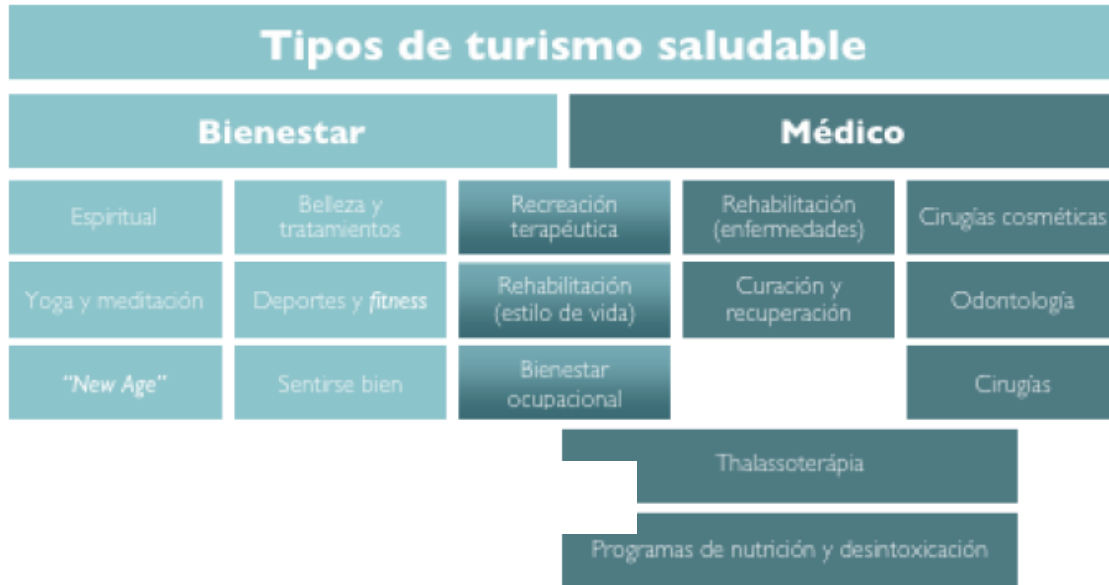 Tipos de turismo saludable
Bienestar
Médico
Espiritual
Belleza y
tratamientos
Recreación
terapéutica
Rehabilitación
(enfermedades)
Cirugías cosméticas
Yoga y meditación
Deportes y fitness
Rehabilitación
(estilo de vida)
Curación y
recuperación
Odontología
"New Age"
Sentirse bien
Bienestar
ocupacional
Cirugías
Thalassoterápia
Programas de nutrición y desintoxicación